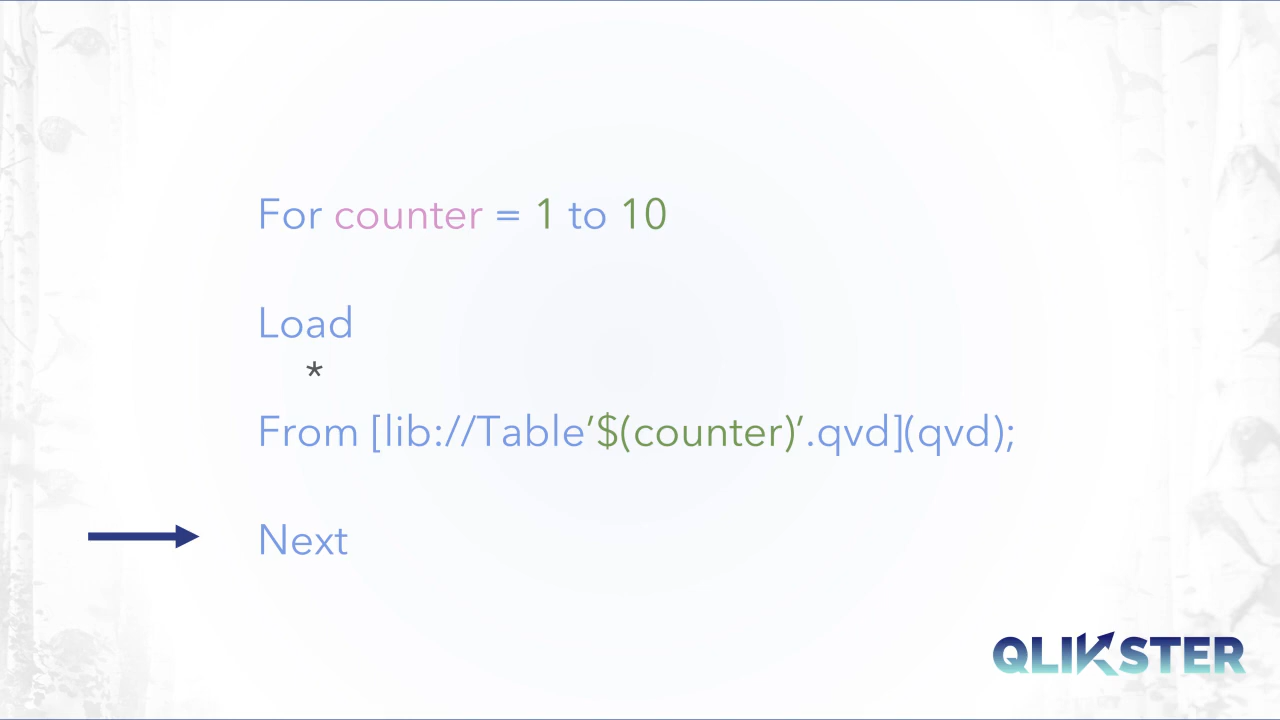 For counter = 1 to 10
Load
*
From [lib://Table’$(counter)’.qvd](qvd);
Next
QLIKSTER